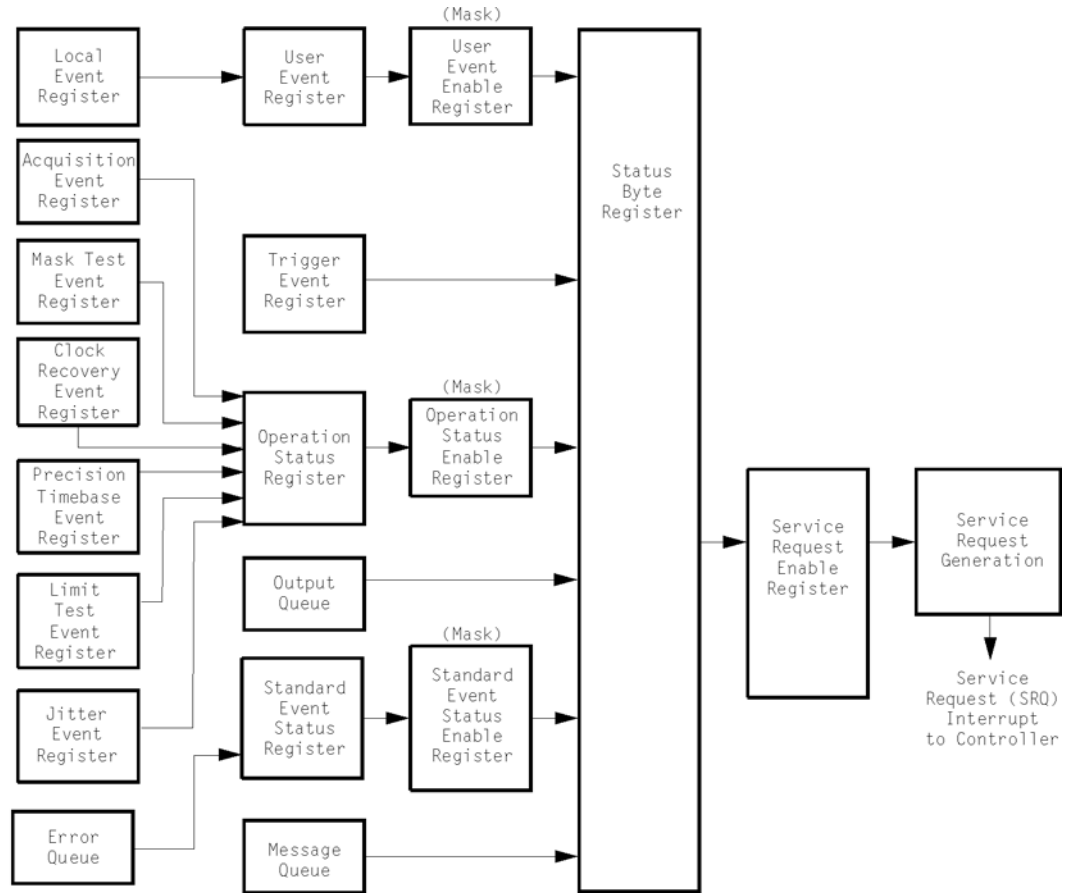 (Mask)
Local
Event
Register
User
Event
Register
User
Event
Enable
Register
Acquisition
Event
Register
Status
Byte
Register
Mask Test
Event
Register
Trigger
Event
Register
Clock
Recovery
Event
Register
(Mask)
Operation
Status
Register
Operation
Status
Enable
Register
Precision
Timebase
Event
Register
Service
Request
Enable
Register
Service
Request
Generation
Limit
Test
Event
Register
Output
Queue
(Mask)
Jitter
Event
Register
Standard
Event
Status
Register
Standard
Event
Status
Enable
Register
Service
Request (SRQ)
Interrupt
to Controller
Error
Queue
Message
Queue